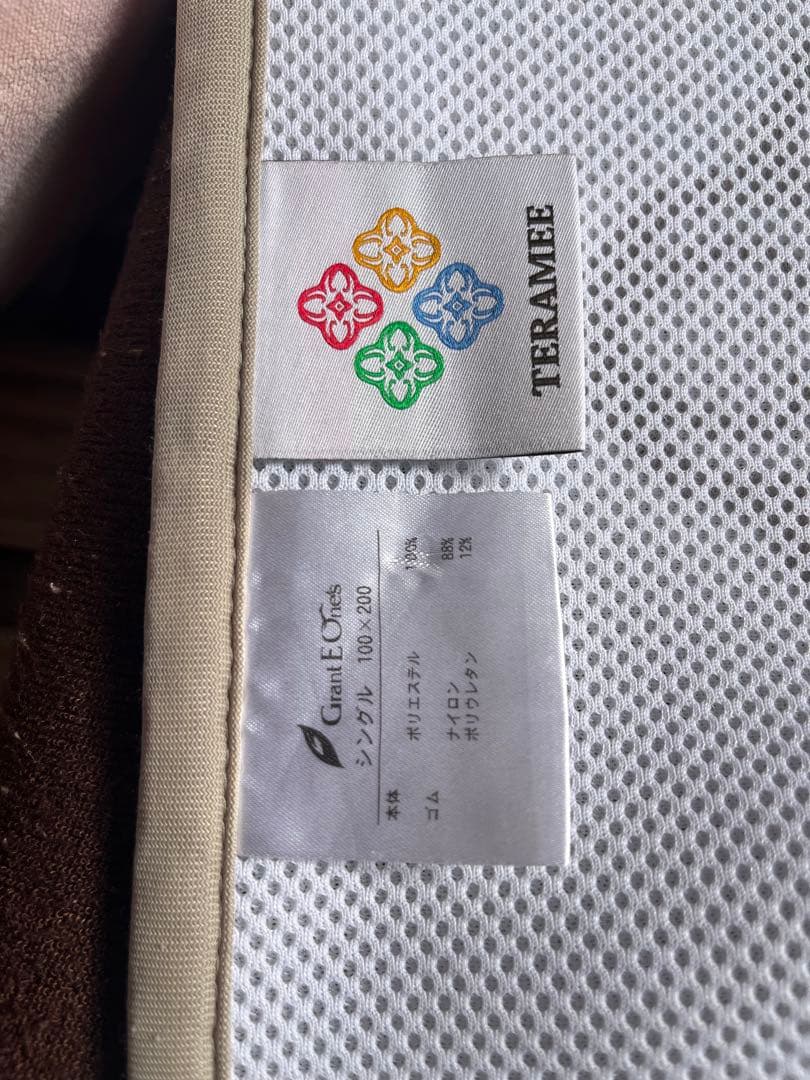 TERAMEE
Grant E One's
シングル 100×200
本体 ポリエステル 100%
ゴム ナイロン 88%
ポリウレタン 12%